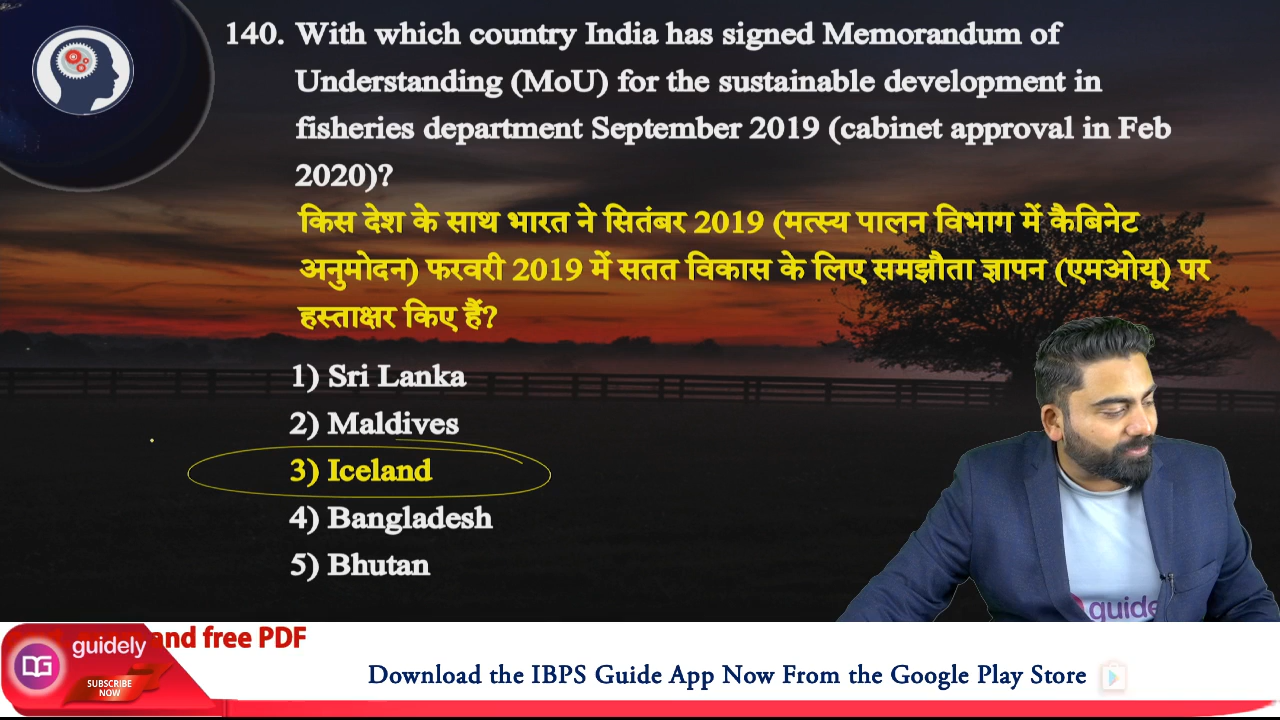 140. With which country India has signed Memorandum of
Understanding (MoU) for the sustainable development in
fisheries department September 2019 (cabinet approval in Feb
2020)?
किस देश के साथ भारत ने सितंबर 2019 (मत्स्य पालन विभाग में कैबिनेट
अनुमोदन) फरवरी 2019 में सतत विकास के लिए समझौता ज्ञापन (एमओयू) पर
हस्ताक्षर किए हैं?
1) Sri Lanka
2) Maldives
3) Iceland
4) Bangladesh
5) Bhutan
guide
and free PDF
guidely
SUBSCRIBE
NOW
Download the IBPS Guide App Now From the Google Play Store